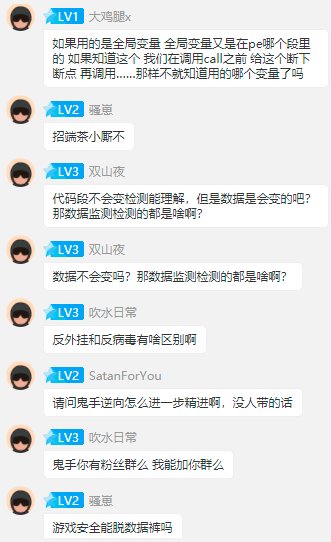 LV1 大鸡腿x
如果用的是全局变量 全局变量又是在pe哪个段里
的 如果知道这个 我们在调用call之前 给这个断下
断点 再调用......那样不就知道用的哪个变量了吗
LV2 骚崽
招端茶小厮不
LV3 双山夜
代码段不会变检测能理解，但是数据是会变的吧？
那数据监测检测的都是啥啊？
LV3 双山夜
数据不会变吗？那数据监测检测的都是啥啊？
LV3 吹水日常
反外挂和反病毒有啥区别啊
LV2 SatanForYou
请问鬼手逆向怎么进一步精进啊，没人带的话
LV3 吹水日常
鬼手你有粉丝群么 我能加你群么
LV2 骚崽
游戏安全能脱数据裤吗